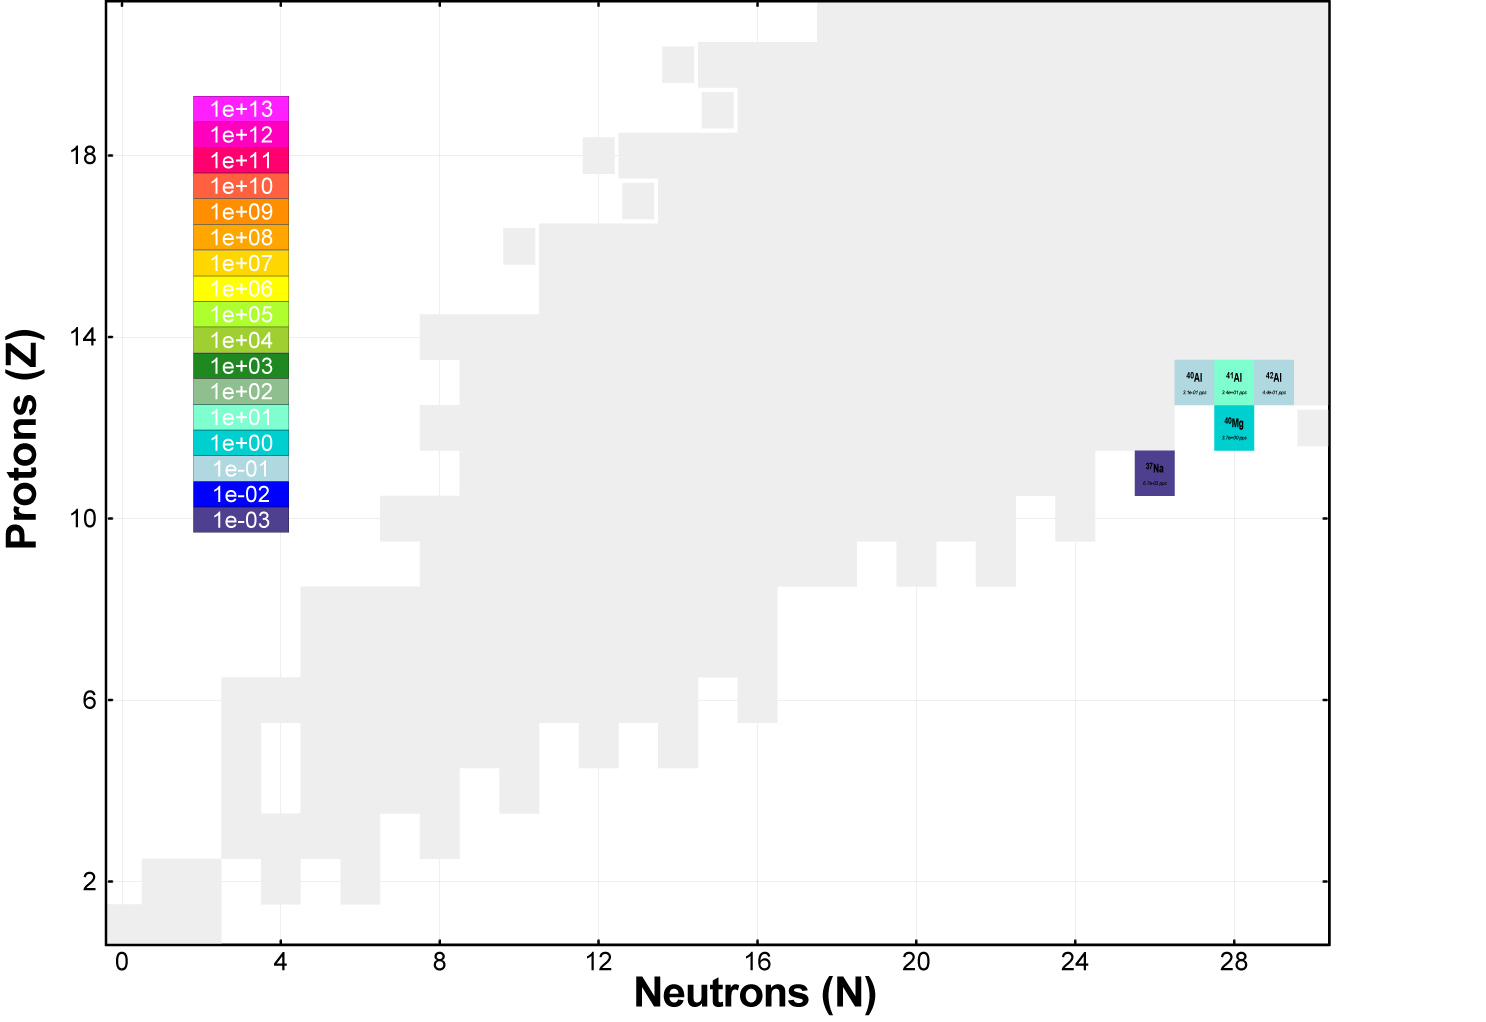 1e+13
1e+12
1e+11
1e+10
1e+09
1e+08
1e+07
1e+06
1e+05
1e+04
1e+03
1e+02
1e+01
1e+00
1e-01
1e-02
1e-03
18
14
10
6
2
Protons (Z)
40Al
41Al
42Al
40Mg
37Na
0 4 8 12 16 20 24 28
Neutrons (N)